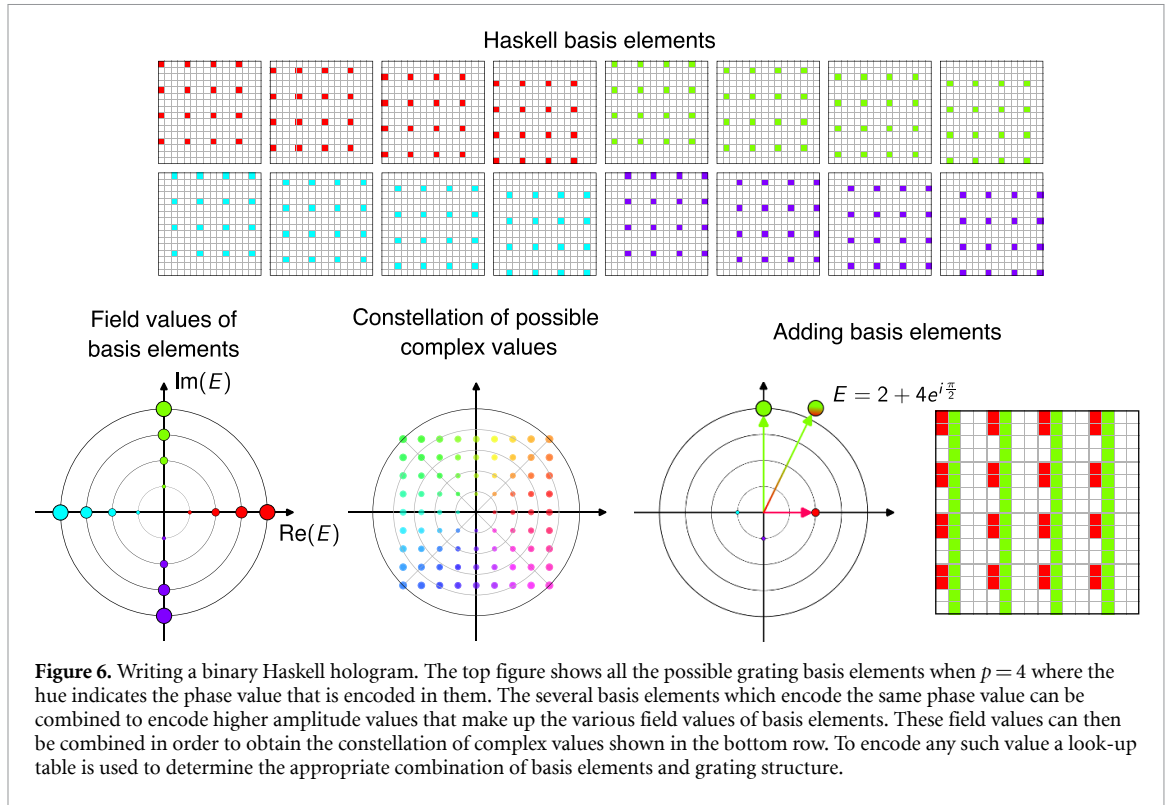 Haskell basis elements
Field values of
basis elements
Constellation of possible
complex values
Adding basis elements
Im(E)
Re(E)
E = 2 + 4e^{i\frac{\pi}{2}}
Figure 6. Writing a binary Haskell hologram. The top figure shows all the possible grating basis elements when p = 4 where the
hue indicates the phase value that is encoded in them. The several basis elements which encode the same phase value can be
combined to encode higher amplitude values that make up the various field values of basis elements. These field values can then
be combined in order to obtain the constellation of complex values shown in the bottom row. To encode any such value a look-up
table is used to determine the appropriate combination of basis elements and grating structure.